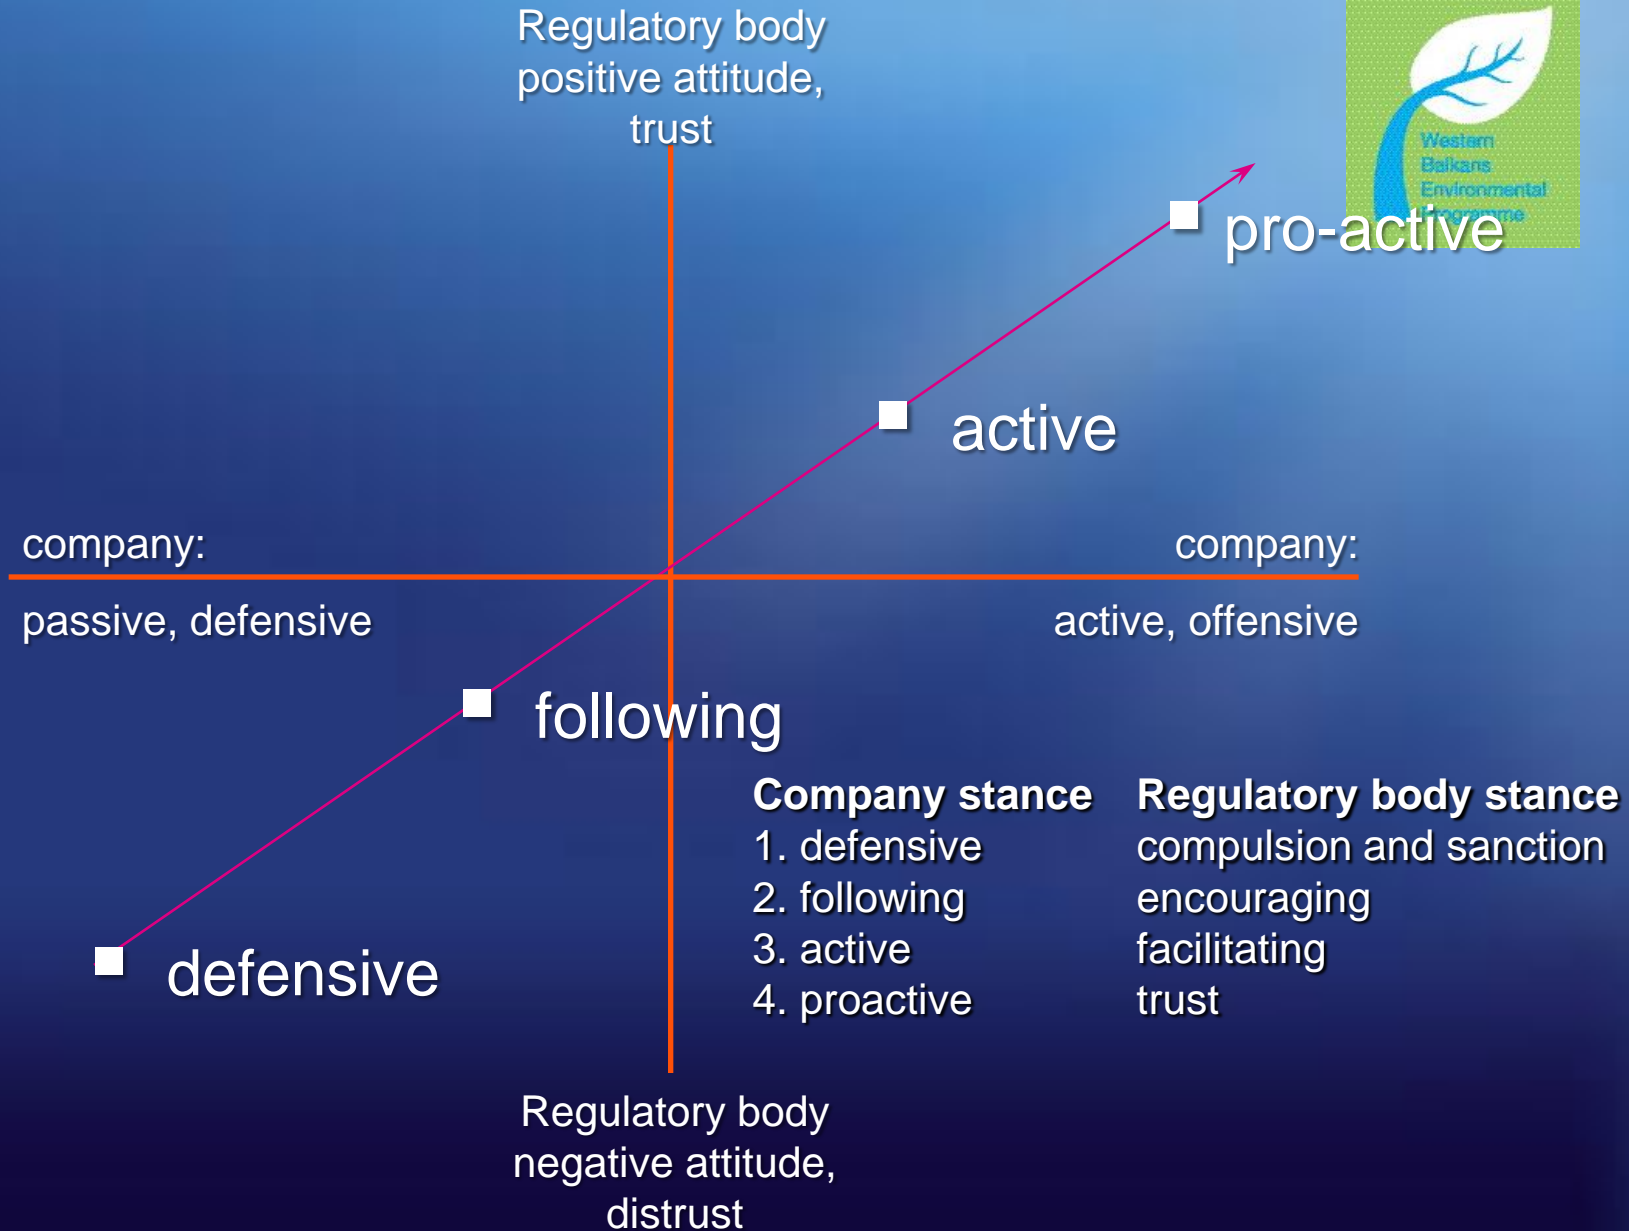 Regulatory body
positive attitude,
trust
Western
Balkans
Environmental
Programme
pro-active
active
company:
company:
passive, defensive
active, offensive
following
Company stance Regulatory body stance
1. defensive compulsion and sanction
2. following encouraging
3. active facilitating
4. proactive trust
defensive
Regulatory body
negative attitude,
distrust